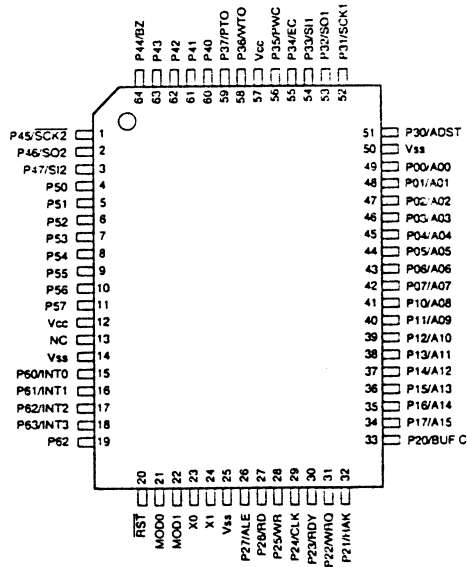 P44/BZ
P43
P42
P41
P40
P37/PTO
P36/WTO
Vcc
P35/PWC
P34/EC
P33/SI1
P32/SO1
P31/SCK1
64 63 62 61 60 59 58 57 56 55 54 53 52
P45/SCK2 1
P46/SO2 2
P47/SI2 3
P50 4
P51 5
P52 6
P53 7
P54 8
P55 9
P56 10
P57 11
Vcc 12
NC 13
Vss 14
P60/INT0 15
P61/INT1 16
P62/INT2 17
P63/INT3 18
P62 19
51 P30/ADST
50 Vss
49 P00/A00
48 P01/A01
47 P02/A02
46 P03/A03
45 P04/A04
44 P05/A05
43 P06/A06
42 P07/A07
41 P10/A08
40 P11/A09
39 P12/A10
38 P13/A11
37 P14/A12
36 P15/A13
35 P16/A14
34 P17/A15
33 P20/BUF C
20 21 22 23 24 25 26 27 28 29 30 31 32
RST
MOD0
MOD1
X0
X1
Vss
P27/ALE
P26/RD
P25/WR
P24/CLK
P23/RDY
P22/WRQ
P21/HAK